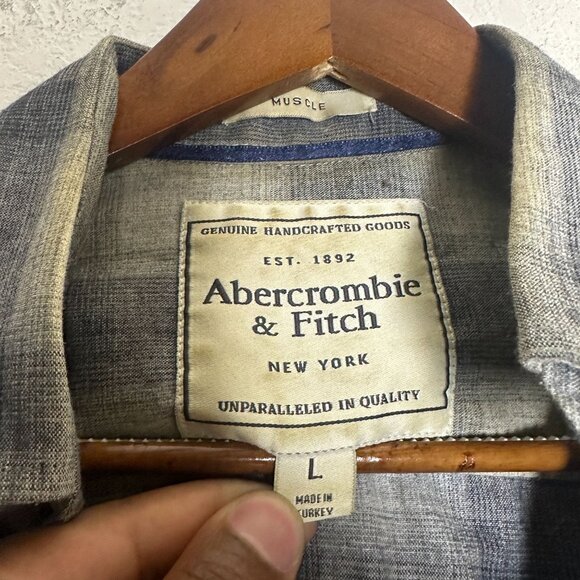 MUSCLE
GENUINE HANDCRAFTED GOODS
EST. 1892
Abercrombie
& Fitch
NEW YORK
UNPARALLELED IN QUALITY
L
MADE IN
TURKEY